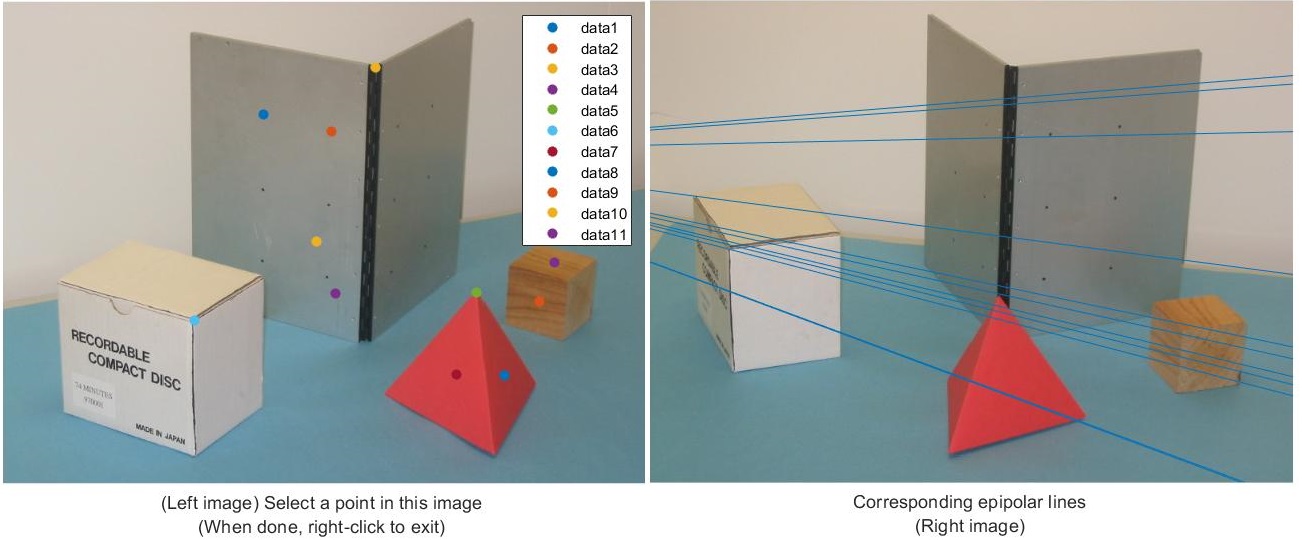 data1
data2
data3
data4
data5
data6
data7
data8
data9
data10
data11
RECORDABLE
COMPACT DISC
74 MINUTES
MADE IN JAPAN
RECORDABLE
COMPACT DISC
(Left image) Select a point in this image
(When done, right-click to exit)
Corresponding epipolar lines
(Right image)